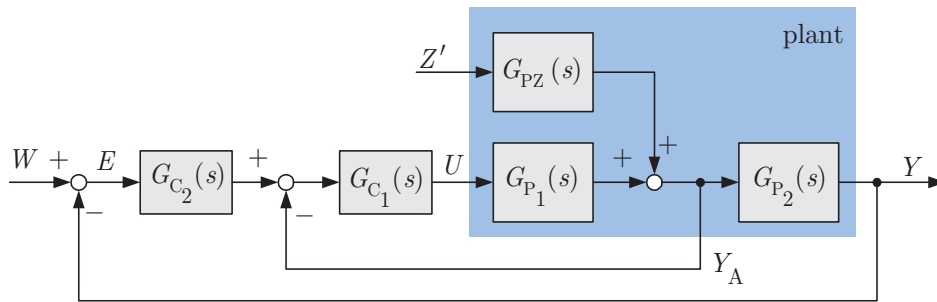 plant
Z′
G_PZ(s)
+
W + E G_C₂(s) + G_C₁(s) U G_P₁(s) + G_P₂(s) Y
− −
Y_A